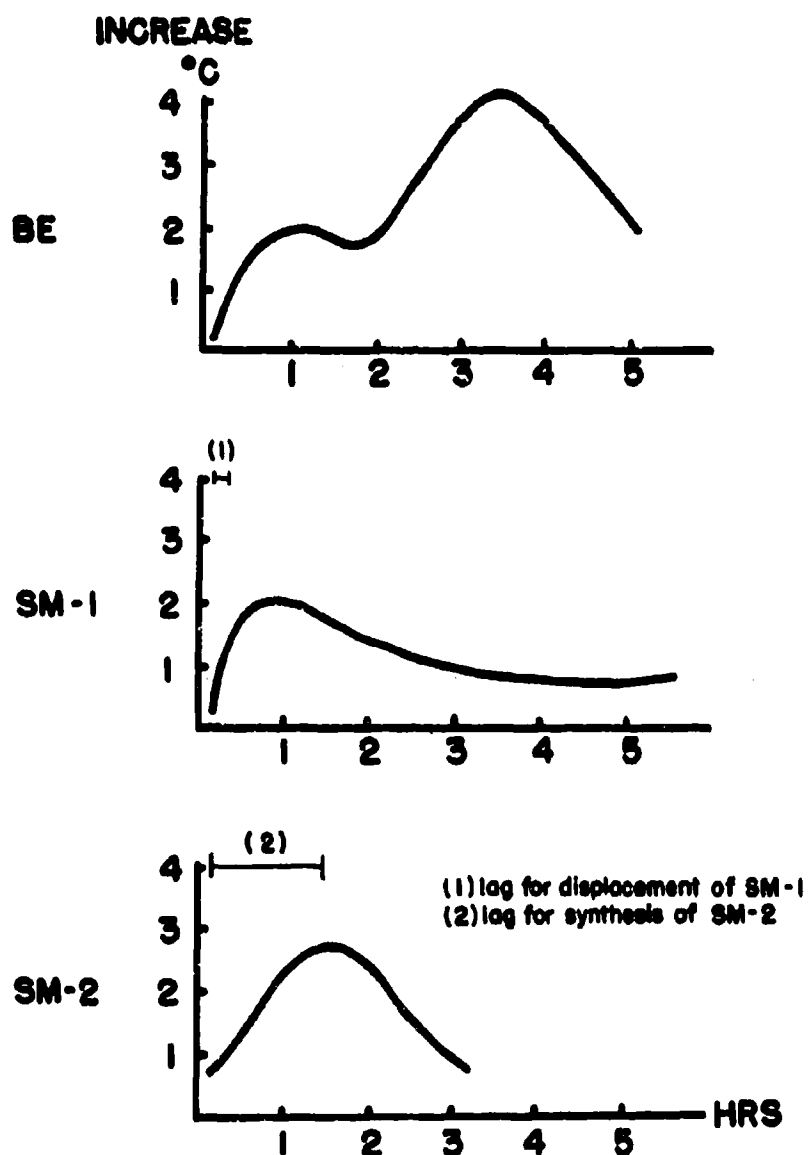 INCREASE
°C
4
3
BE
2
1
1 2 3 4 5
(1)
4
3
SM-1
2
1
1 2 3 4 5
(2)
4
(1) lag for displacement of SM-1
(2) lag for synthesis of SM-2
3
SM-2
2
1
HRS
1 2 3 4 5